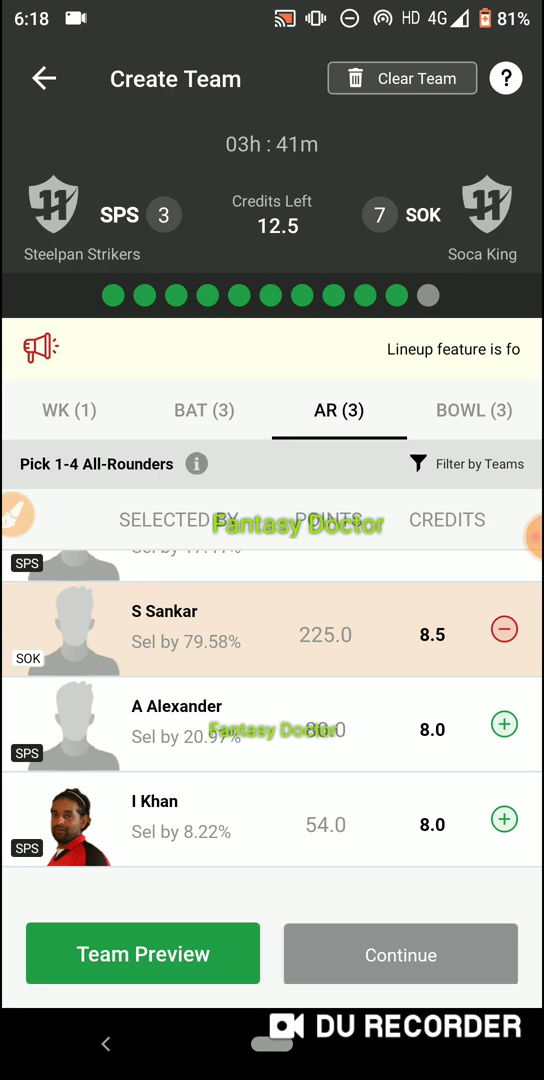 6:18 HD 4G 81%
Create Team Clear Team ?
03h : 41m
SPS 3 Credits Left 7 SOK
12.5
Steelpan Strikers Soca King
Lineup feature is fo
WK (1) BAT (3) AR (3) BOWL (3)
Pick 1-4 All-Rounders i Filter by Teams
SELECTED BY POINTS CREDITS
Fantasy Doctor
SPS
S Sankar
Sel by 79.58% 225.0 8.5
SOK
A Alexander
Sel by 20.97% 80.0 8.0
Fantasy Doctor
SPS
I Khan
Sel by 8.22% 54.0 8.0
SPS
Team Preview Continue
DU RECORDER